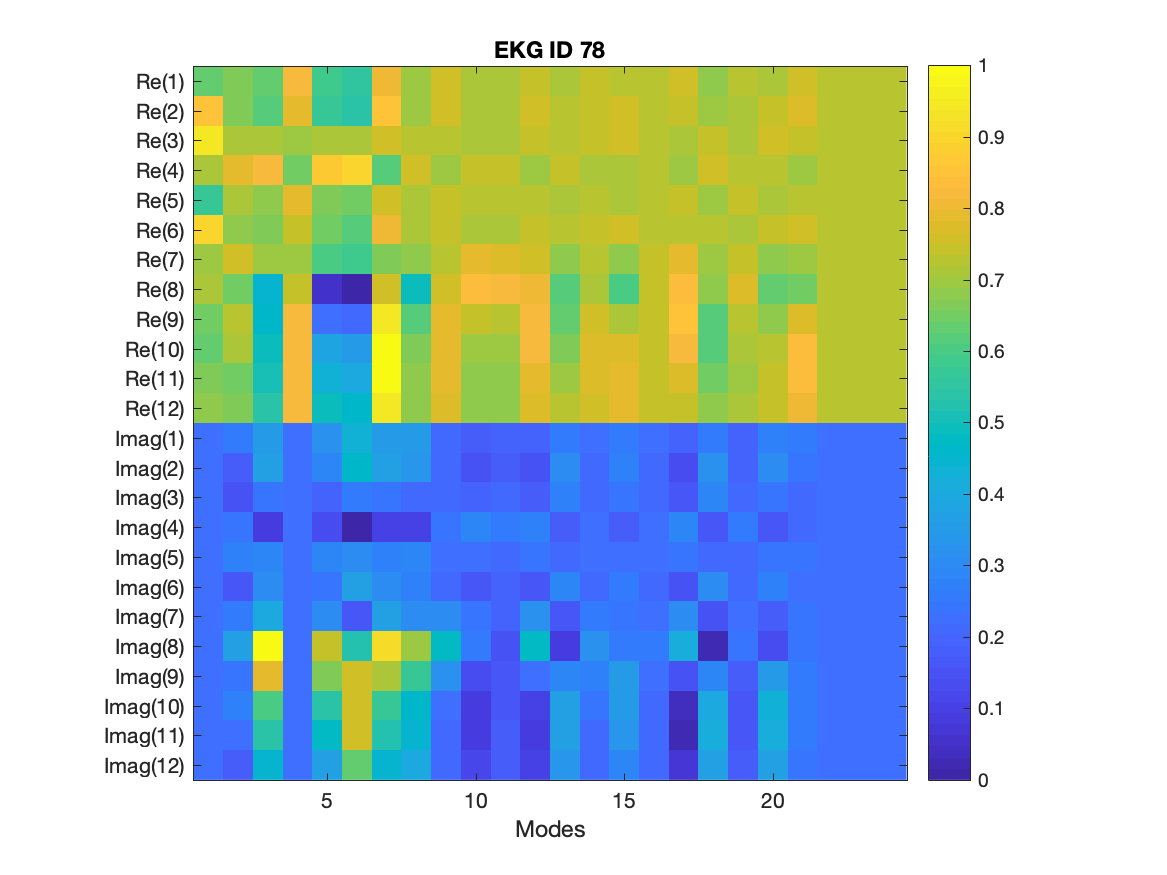 EKG ID 78
Re(1)
Re(2)
Re(3)
Re(4)
Re(5)
Re(6)
Re(7)
Re(8)
Re(9)
Re(10)
Re(11)
Re(12)
Imag(1)
Imag(2)
Imag(3)
Imag(4)
Imag(5)
Imag(6)
Imag(7)
Imag(8)
Imag(9)
Imag(10)
Imag(11)
Imag(12)
5 10 15 20
Modes
1
0.9
0.8
0.7
0.6
0.5
0.4
0.3
0.2
0.1
0